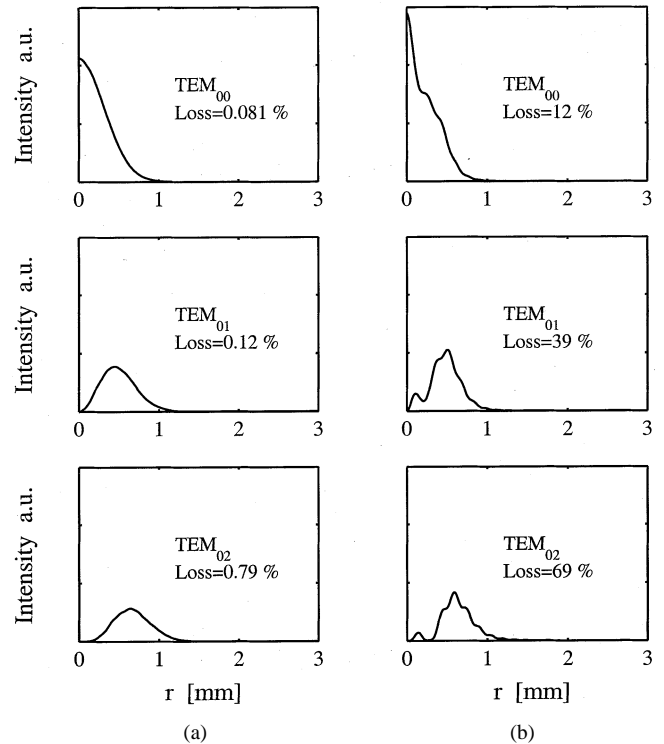 Intensity a.u.
TEM00
Loss=0.081 %
0 1 2 3
TEM00
Loss=12 %
0 1 2 3
Intensity a.u.
TEM01
Loss=0.12 %
0 1 2 3
TEM01
Loss=39 %
0 1 2 3
Intensity a.u.
TEM02
Loss=0.79 %
0 1 2 3
r [mm]
(a)
TEM02
Loss=69 %
0 1 2 3
r [mm]
(b)